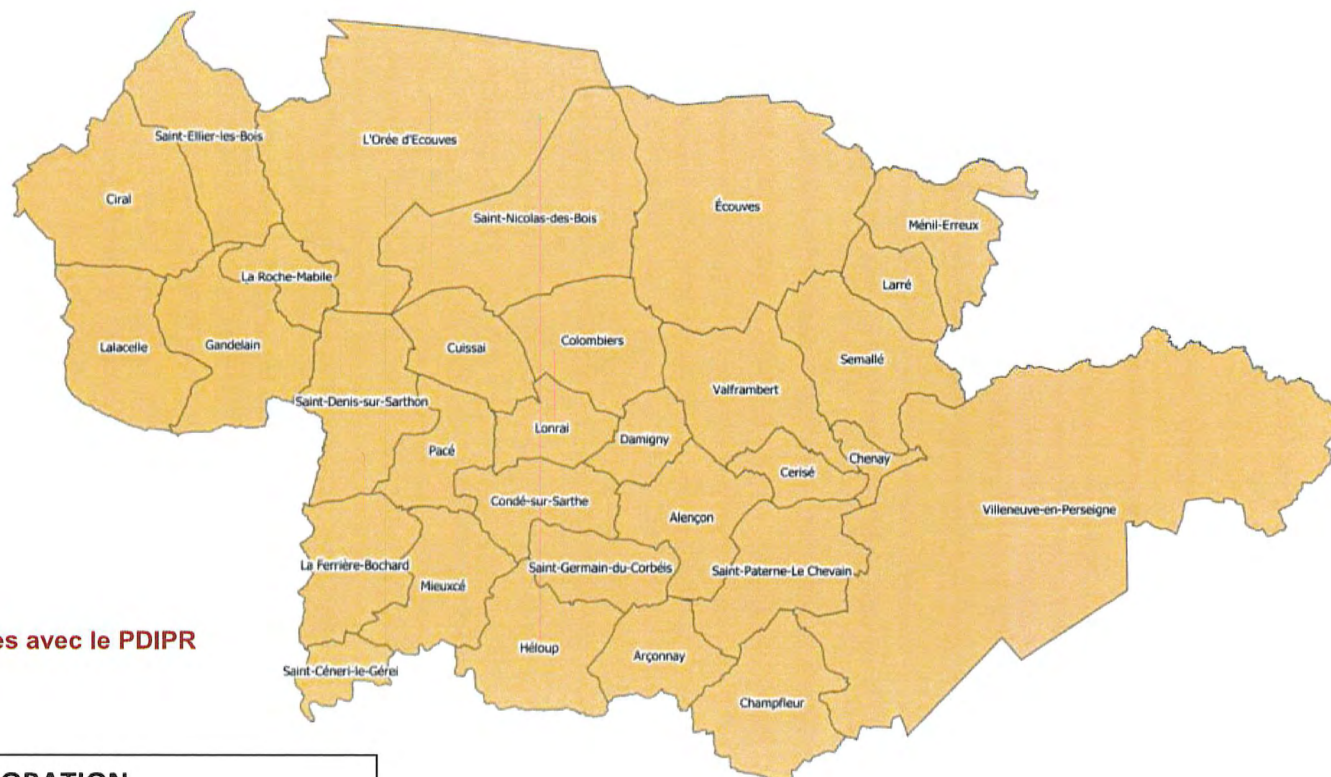 Saint-Ellier-les-Bois
L'Orée d'Ecouves
Ciral
Écouves
Saint-Nicolas-des-Bois
Ménil-Erreux
La Roche-Mabile
Larré
Lalacelle
Gandelain
Cuissai
Colombiers
Semallé
Valframbert
Saint-Denis-sur-Sarthon
Lonrai
Damigny
Pacé
Chenay
Cerisé
Condé-sur-Sarthe
Villeneuve-en-Perseigne
Alençon
La Ferrière-Bochard
Saint-Germain-du-Corbéis
Saint-Paterne-Le Chevain
Mieuxcé
es avec le PDIPR
Héloup
Arçonnay
Saint-Céneri-le-Gérei
Champfleur